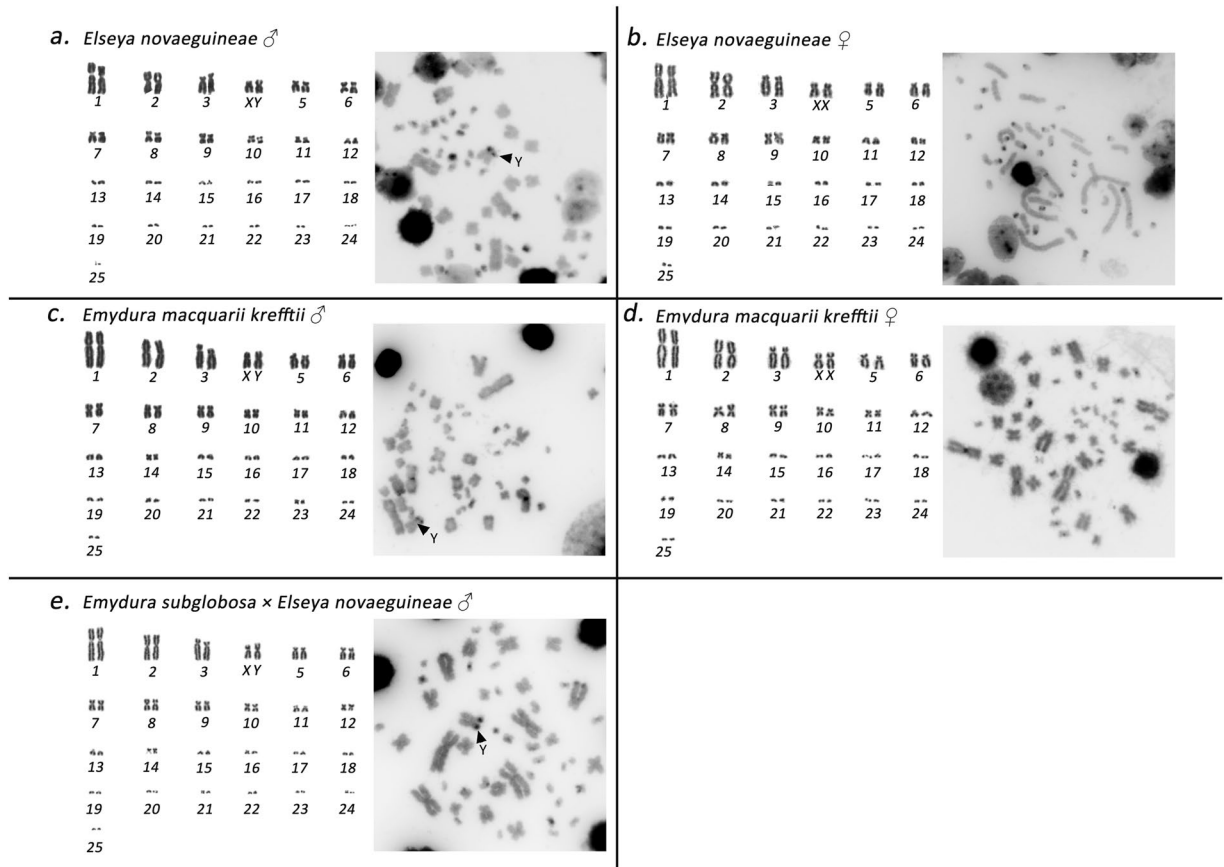 a. Elseya novaeguineae ♂
1 2 3 XY 5 6
7 8 9 10 11 12
13 14 15 16 17 18
19 20 21 22 23 24
25
Y
b. Elseya novaeguineae ♀
1 2 3 XX 5 6
7 8 9 10 11 12
13 14 15 16 17 18
19 20 21 22 23 24
25
c. Emydura macquarii krefftii ♂
1 2 3 X Y 5 6
7 8 9 10 11 12
13 14 15 16 17 18
19 20 21 22 23 24
25
Y
d. Emydura macquarii krefftii ♀
1 2 3 X X 5 6
7 8 9 10 11 12
13 14 15 16 17 18
19 20 21 22 23 24
25
e. Emydura subglobosa × Elseya novaeguineae ♂
1 2 3 X Y 5 6
7 8 9 10 11 12
13 14 15 16 17 18
19 20 21 22 23 24
25
Y